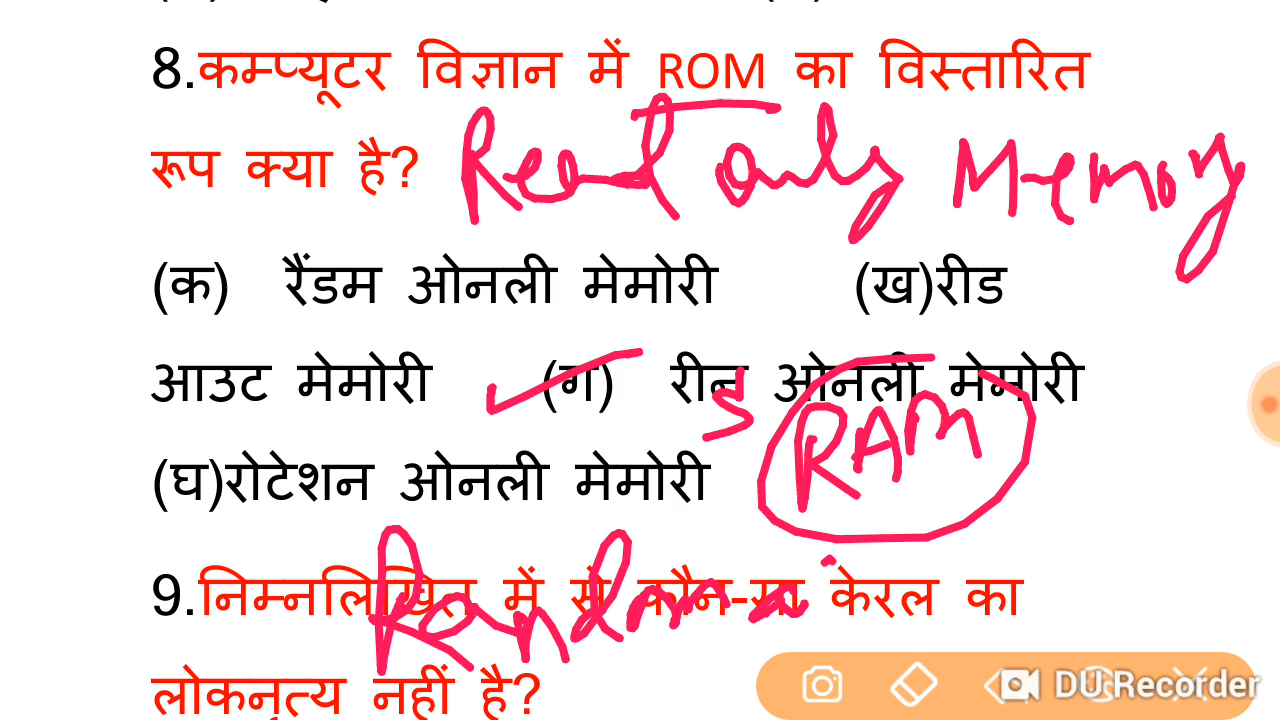 8.कम्प्यूटर विज्ञान में ROM का विस्तारित
रूप क्या है? Read only Memory
(क) रैंडम ओनली मेमोरी (ख)रीड
आउट मेमोरी (ग) रीन ओनली मेमोरी
RAM
(घ)रोटेशन ओनली मेमोरी
9.निम्नलिखित में से कौन-सा केरल का
लोकनृत्य नहीं है?
DU Recorder